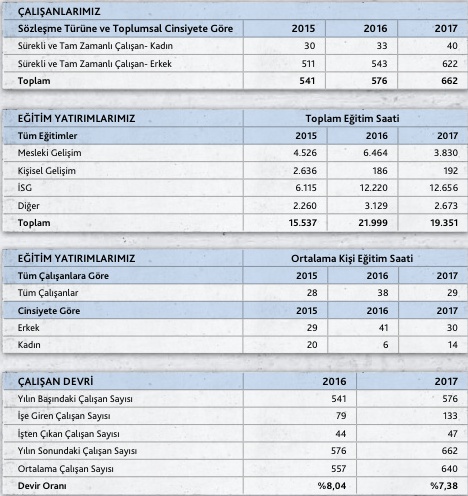 ÇALIŞANLARIMIZ
Sözleşme Türüne ve Toplumsal Cinsiyete Göre 2015 2016 2017
Sürekli ve Tam Zamanlı Çalışan- Kadın 30 33 40
Sürekli ve Tam Zamanlı Çalışan- Erkek 511 543 622
Toplam 541 576 662
EĞİTİM YATIRIMLARIMIZ Toplam Eğitim Saati
Tüm Eğitimler 2015 2016 2017
Mesleki Gelişim 4.526 6.464 3.830
Kişisel Gelişim 2.636 186 192
İSG 6.115 12.220 12.656
Diğer 2.260 3.129 2.673
Toplam 15.537 21.999 19.351
EĞİTİM YATIRIMLARIMIZ Ortalama Kişi Eğitim Saati
Tüm Çalışanlara Göre 2015 2016 2017
Tüm Çalışanlar 28 38 29
Cinsiyete Göre 2015 2016 2017
Erkek 29 41 30
Kadın 20 6 14
ÇALIŞAN DEVRİ 2016 2017
Yılın Başındaki Çalışan Sayısı 541 576
İşe Giren Çalışan Sayısı 79 133
İşten Çıkan Çalışan Sayısı 44 47
Yılın Sonundaki Çalışan Sayısı 576 662
Ortalama Çalışan Sayısı 557 640
Devir Oranı %8,04 %7,38